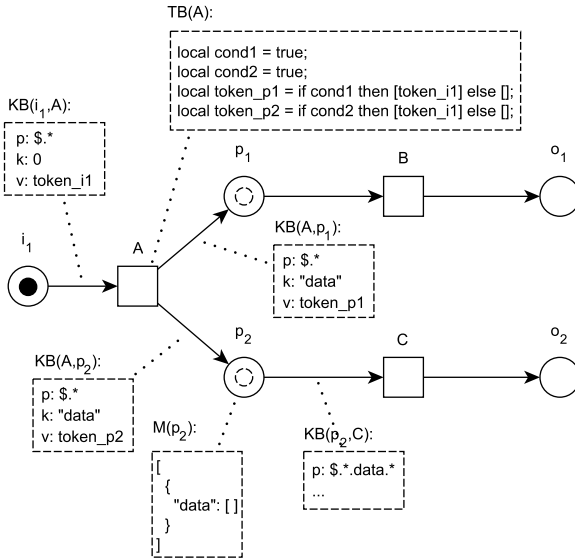 TB(A):
local cond1 = true;
local cond2 = true;
local token_p1 = if cond1 then [token_i1] else [];
local token_p2 = if cond2 then [token_i1] else [];
KB(i1,A):
p: $.*
k: 0
v: token_i1
p1
B
o1
KB(A,p1):
p: $.*
k: "data"
v: token_p1
i1
A
p2
C
o2
KB(A,p2):
p: $.*
k: "data"
v: token_p2
M(p2):
[
{
"data": [ ]
}
]
KB(p2,C):
p: $.*.data.*
...